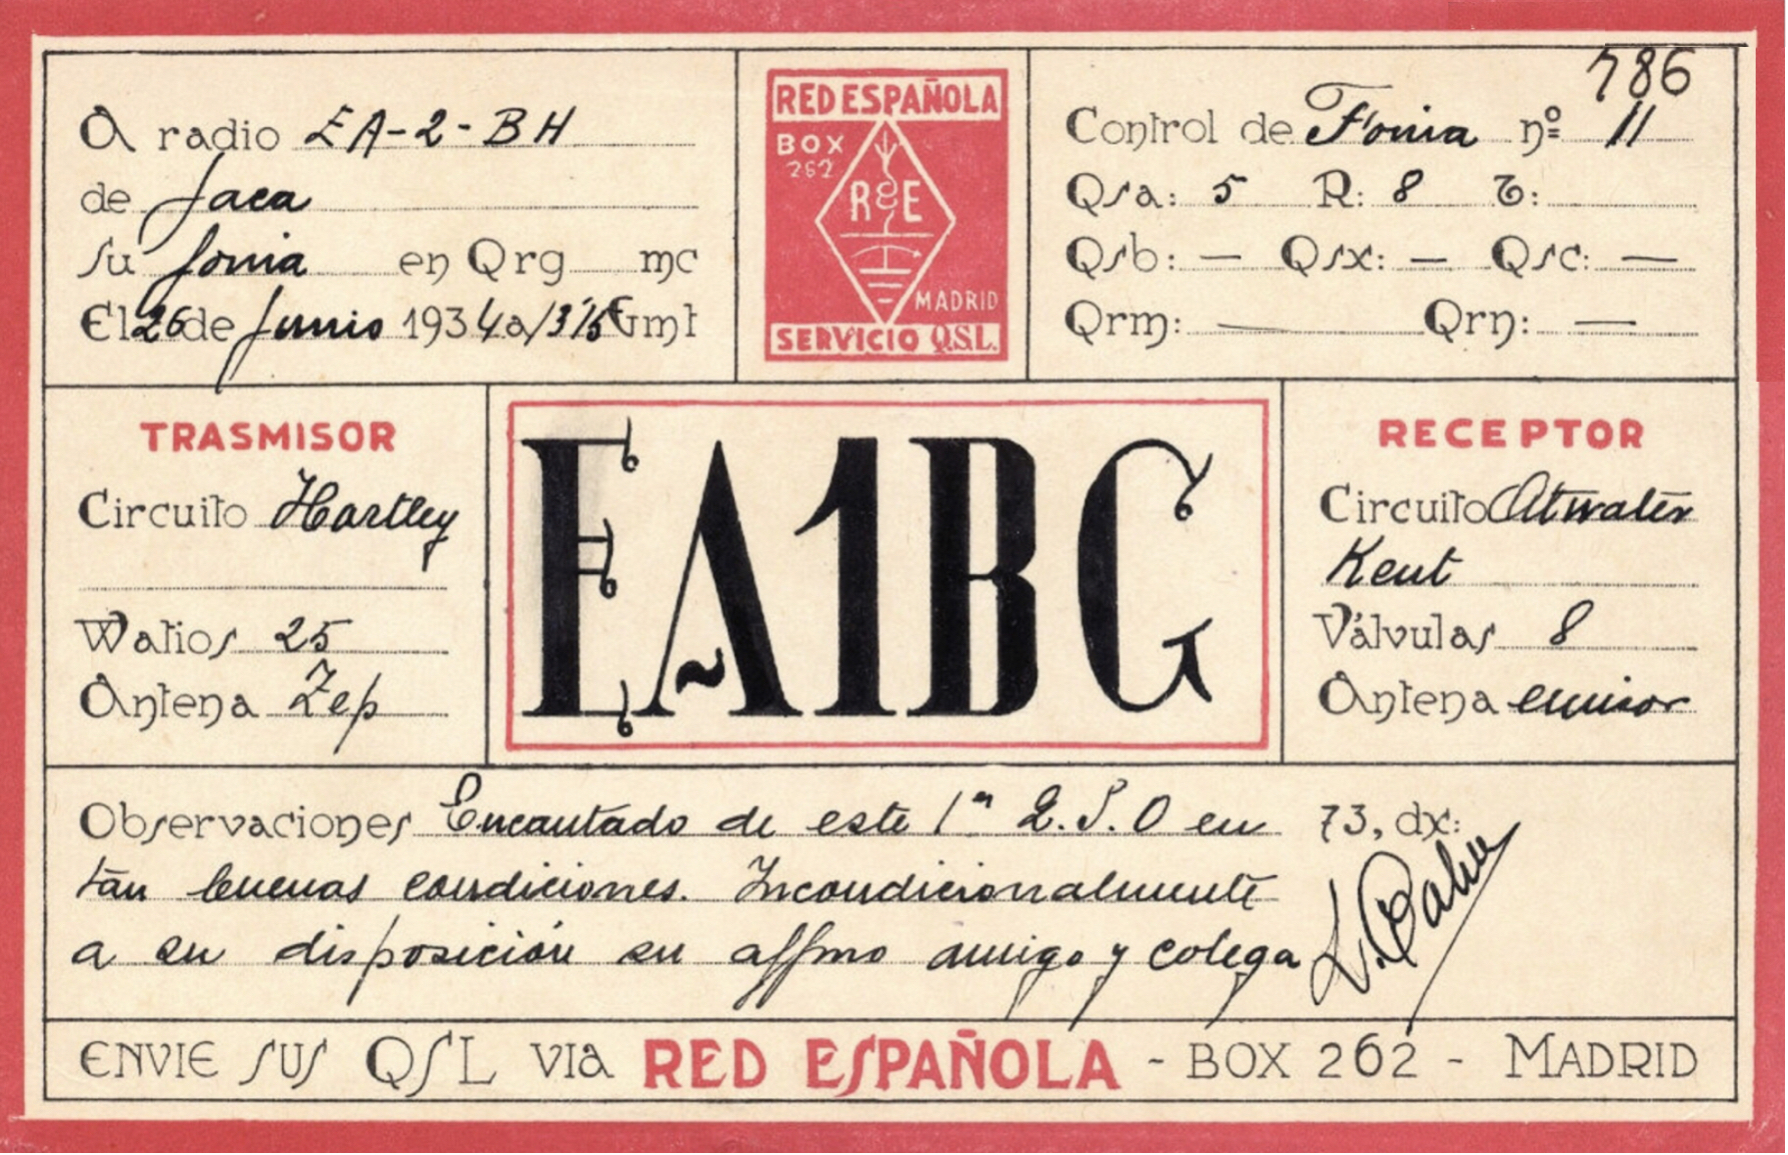 786
A radio EA-2-BH
de Jaca
Su fonia en Qrg mc
El 26 de Junio 1934 a 13'15 Gmt
RED ESPAÑOLA
BOX
262
R E E
MADRID
SERVICIO QSL.
Control de Fonia nº 11
Qsa: 5 R: 8 T:
Qsb: — Qsx: — Qsc: —
Qrm: — Qrn: —
TRASMISOR
Circuito Hartley
Watios 25
Antena Zep
EA1BG
RECEPTOR
Circuito Atwater
Kent
Válvulas 8
Antena emisor
Observaciones Encantado de este 1er Q.S.O en
tan buenas condiciones. Incondicionalmente
a su disposición su affmo amigo y colega
73, dx:
ENVIE SUS QSL VIA RED ESPAÑOLA - BOX 262 - MADRID